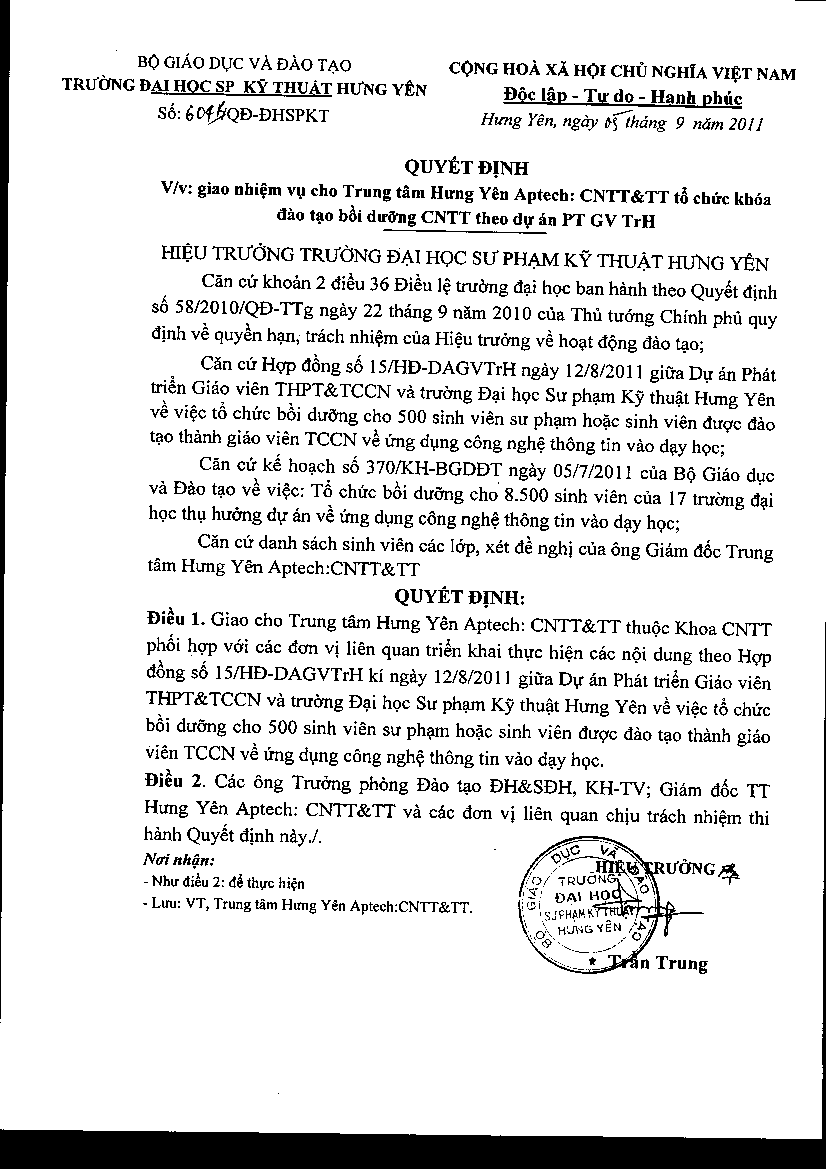 BỘ GIÁO DỤC VÀ ĐÀO TẠO
TRƯỜNG ĐẠI HỌC SP KỸ THUẬT HƯNG YÊN
Số: /QĐ-ĐHSPKT
CỘNG HOÀ XÃ HỘI CHỦ NGHĨA VIỆT NAM
Độc lập - Tự do - Hạnh phúc
Hưng Yên, ngày 05 tháng 9 năm 2011
QUYẾT ĐỊNH
V/v: giao nhiệm vụ cho Trung tâm Hưng Yên Aptech: CNTT&TT tổ chức khóa
đào tạo bồi dưỡng CNTT theo dự án PT GV TrH
HIỆU TRƯỞNG TRƯỜNG ĐẠI HỌC SƯ PHẠM KỸ THUẬT HƯNG YÊN
Căn cứ khoản 2 điều 36 Điều lệ trường đại học ban hành theo Quyết định
số 58/2010/QĐ-TTg ngày 22 tháng 9 năm 2010 của Thủ tướng Chính phủ quy
định về quyền hạn, trách nhiệm của Hiệu trưởng về hoạt động đào tạo;
Căn cứ Hợp đồng số 15/HĐ-DAGVTrH ngày 12/8/2011 giữa Dự án Phát
triển Giáo viên THPT&TCCN và trường Đại học Sư phạm Kỹ thuật Hưng Yên
về việc tổ chức bồi dưỡng cho 500 sinh viên sư phạm hoặc sinh viên được đào
tạo thành giáo viên TCCN về ứng dụng công nghệ thông tin vào dạy học;
Căn cứ kế hoạch số 370/KH-BGDĐT ngày 05/7/2011 của Bộ Giáo dục
và Đào tạo về việc: Tổ chức bồi dưỡng cho 8.500 sinh viên của 17 trường đại
học thụ hưởng dự án về ứng dụng công nghệ thông tin vào dạy học;
Căn cứ danh sách sinh viên các lớp, xét đề nghị của ông Giám đốc Trung
tâm Hưng Yên Aptech:CNTT&TT
QUYẾT ĐỊNH:
Điều 1. Giao cho Trung tâm Hưng Yên Aptech: CNTT&TT thuộc Khoa CNTT
phối hợp với các đơn vị liên quan triển khai thực hiện các nội dung theo Hợp
đồng số 15/HĐ-DAGVTrH kí ngày 12/8/2011 giữa Dự án Phát triển Giáo viên
THPT&TCCN và trường Đại học Sư phạm Kỹ thuật Hưng Yên về việc tổ chức
bồi dưỡng cho 500 sinh viên sư phạm hoặc sinh viên được đào tạo thành giáo
viên TCCN về ứng dụng công nghệ thông tin vào dạy học.
Điều 2. Các ông Trưởng phòng Đào tạo ĐH&SĐH, KH-TV; Giám đốc TT
Hưng Yên Aptech: CNTT&TT và các đơn vị liên quan chịu trách nhiệm thi
hành Quyết định này./.
Nơi nhận:
- Như điều 2: để thực hiện
- Lưu: VT, Trung tâm Hưng Yên Aptech:CNTT&TT.
HIỆU TRƯỞNG
BỘ GIÁO DỤC VÀ ĐÀO TẠO
TRƯỜNG
ĐẠI HỌC
SƯ PHẠM KỸ THUẬT
HƯNG YÊN
Trần Trung